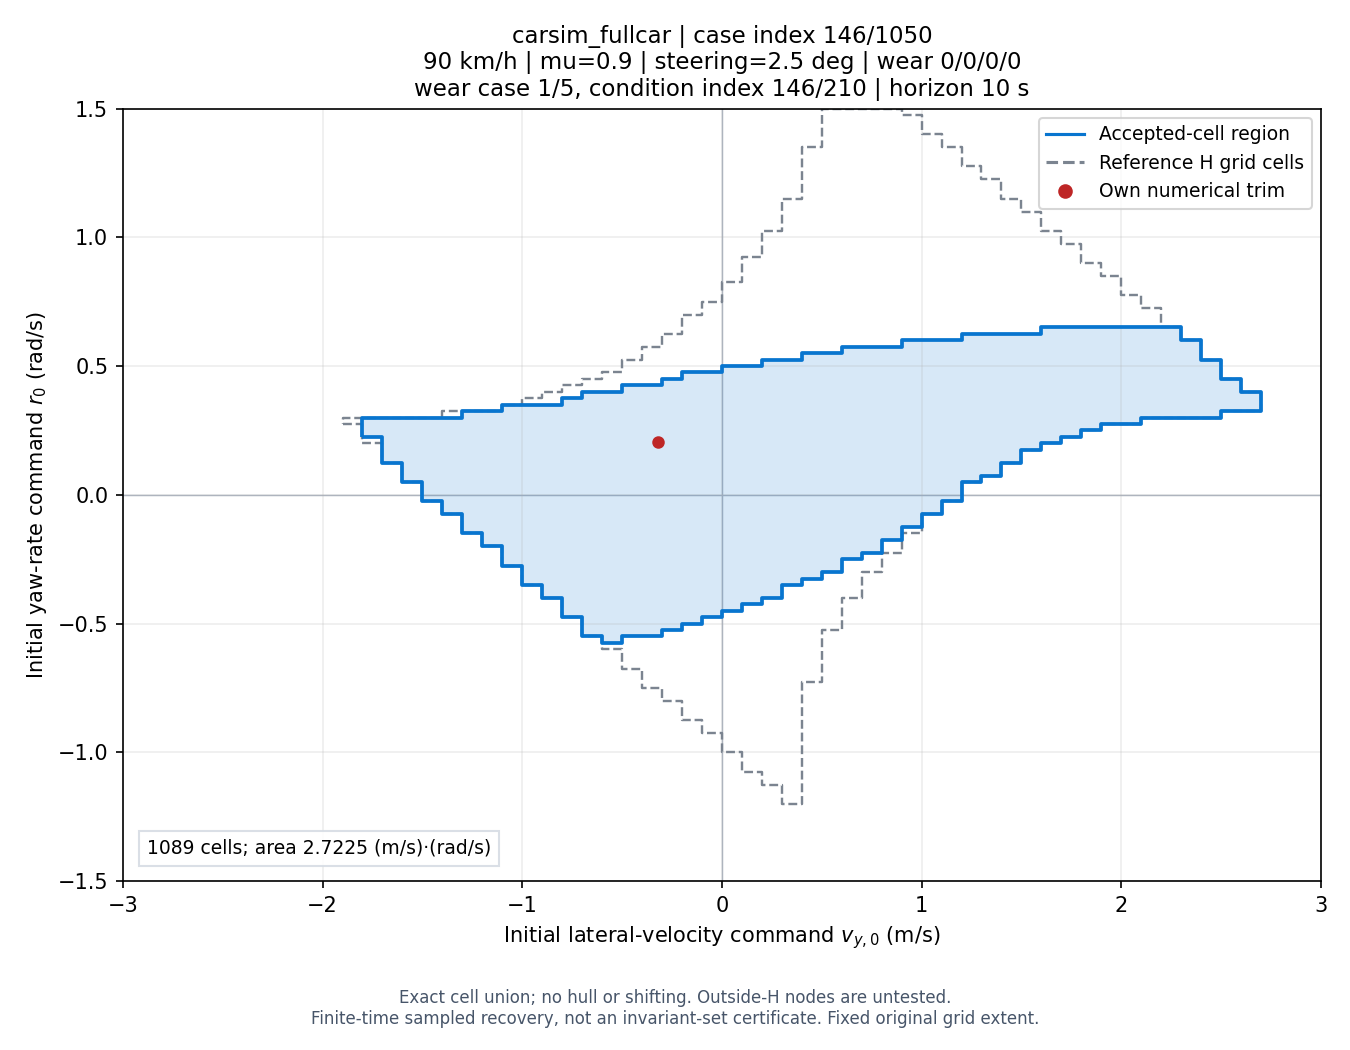 carsim_fullcar | case index 146/1050
90 km/h | mu=0.9 | steering=2.5 deg | wear 0/0/0/0
wear case 1/5, condition index 146/210 | horizon 10 s
Accepted-cell region
Reference H grid cells
Own numerical trim
1.5
1.0
0.5
0.0
−0.5
−1.0
−1.5
Initial yaw-rate command r0 (rad/s)
1089 cells; area 2.7225 (m/s)·(rad/s)
−3
−2
−1
0
1
2
3
Initial lateral-velocity command vy,0 (m/s)
Exact cell union; no hull or shifting. Outside-H nodes are untested.
Finite-time sampled recovery, not an invariant-set certificate. Fixed original grid extent.